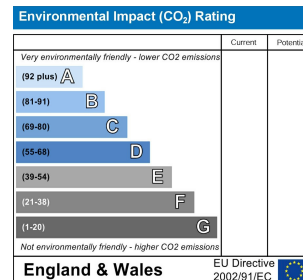 Environmental Impact (CO2) Rating
Current Potentia
Very environmentally friendly - lower CO2 emissions
(92 plus) A
(81-91) B
(69-80) C
(55-68) D
(39-54) E
(21-38) F
(1-20) G
Not environmentally friendly - higher CO2 emissions
England & Wales
EU Directive
2002/91/EC